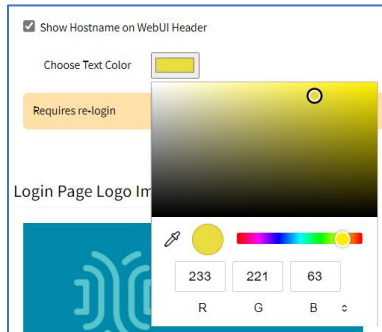 Show Hostname on WebUI Header
Choose Text Color
Requires re-login
Login Page Logo Im
233 221 63
R G B